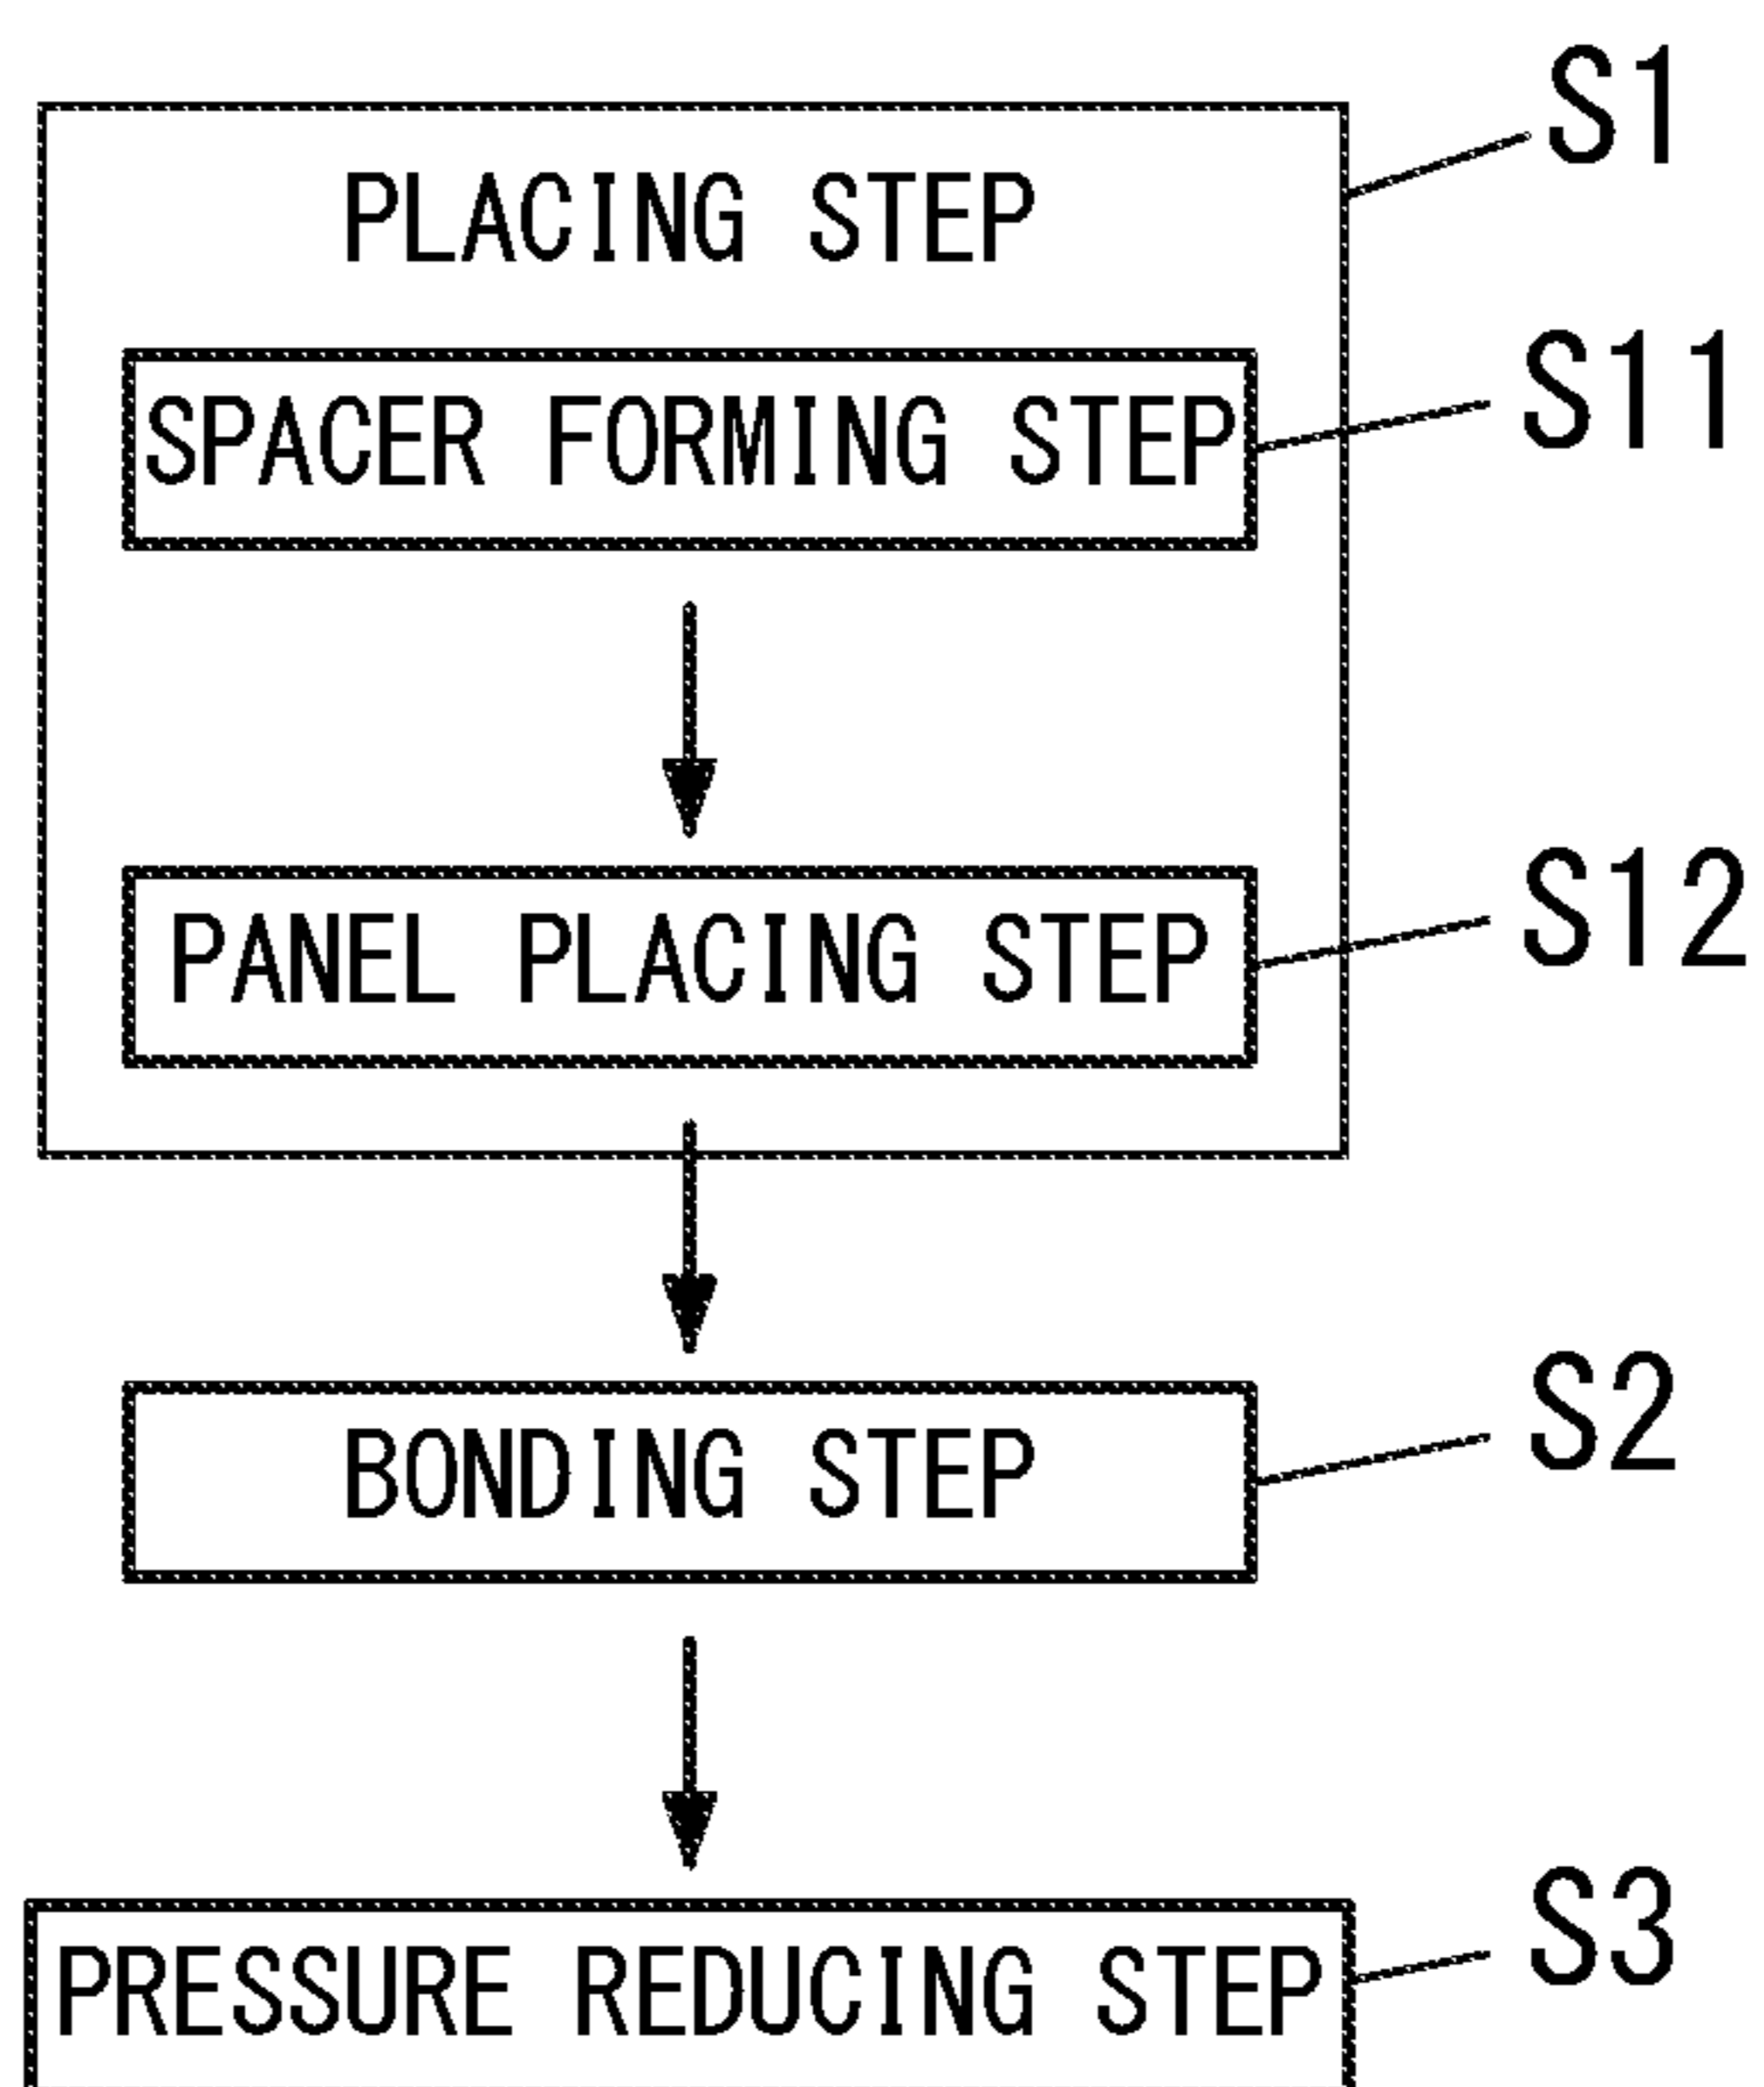 S1
PLACING STEP
SPACER FORMING STEP
S11
PANEL PLACING STEP
S12
BONDING STEP
S2
PRESSURE REDUCING STEP
S3